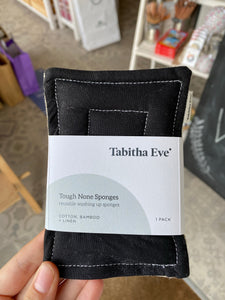 Tabitha Eve
Tough None Sponges
reusable washing up sponges
COTTON, BAMBOO
+ LINEN
1 PACK